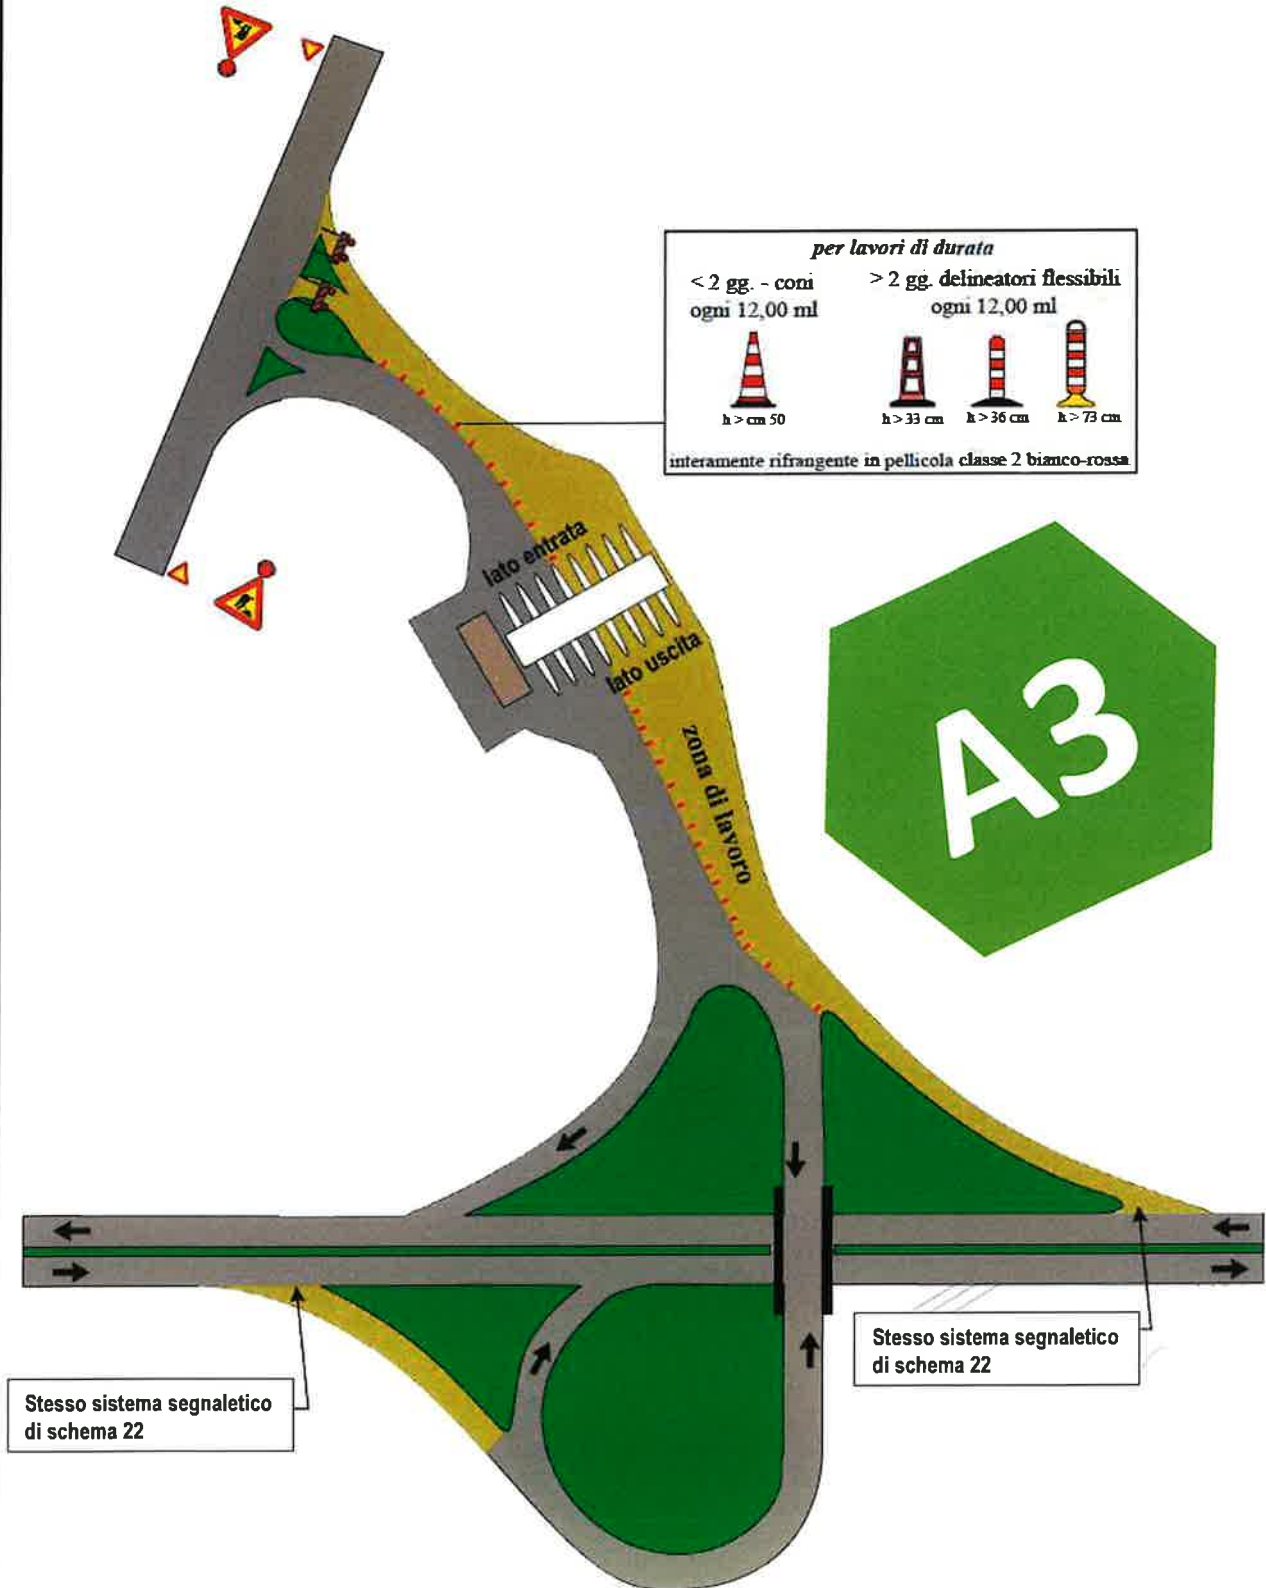 per lavori di durata
< 2 gg. - coni
ogni 12,00 ml
> 2 gg. delineatori flessibili
ogni 12,00 ml
h > cm 50
h > 33 cm
h > 36 cm
h > 73 cm
interamente rifrangente in pellicola classe 2 bianco-rossa
lato entrata
lato uscita
zona di lavoro
A3
Stesso sistema segnaletico
di schema 22
Stesso sistema segnaletico
di schema 22